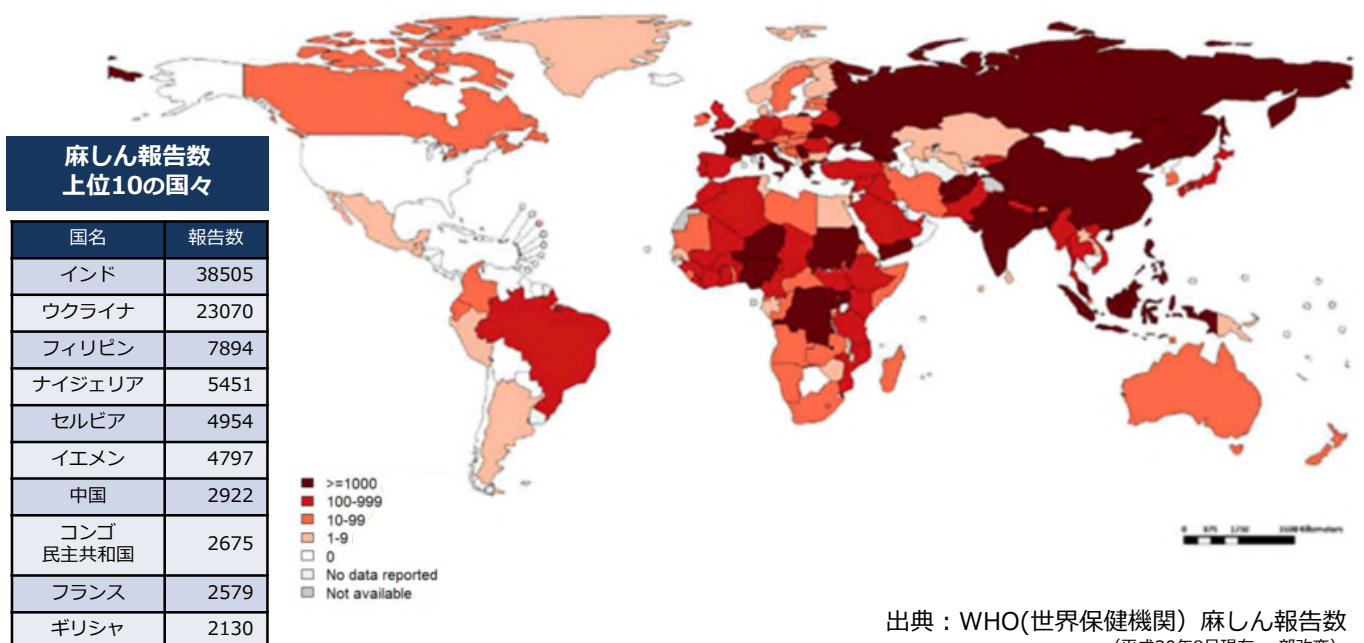 麻しん報告数
上位10の国々
国名 報告数
インド 38505
ウクライナ 23070
フィリピン 7894
ナイジェリア 5451
セルビア 4954
イエメン 4797
中国 2922
コンゴ
民主共和国 2675
フランス 2579
ギリシャ 2130
>=1000
100-999
10-99
1-9
0
No data reported
Not available
出典：WHO(世界保健機関）麻しん報告数